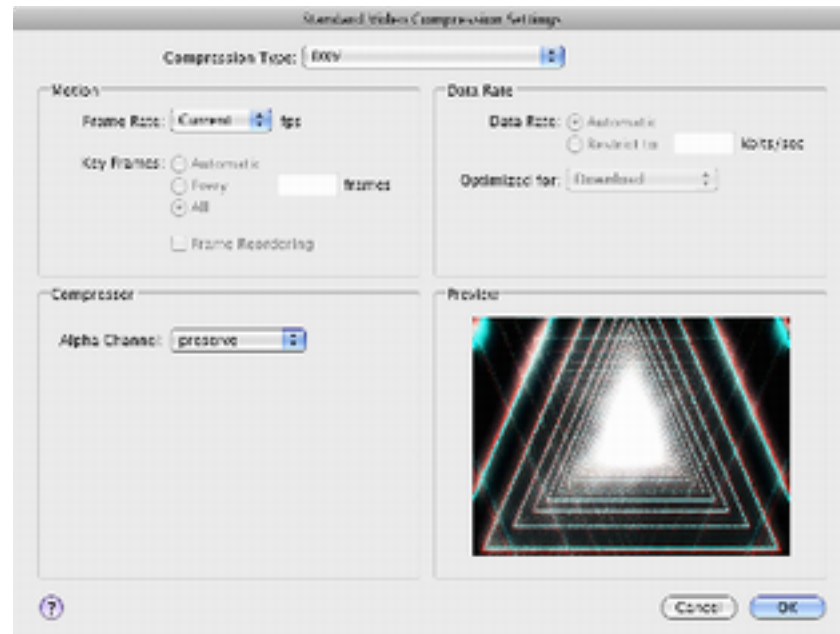 Standard Video Compression Settings
Compression Type:
Motion
Frame Rate: Current fps
Key Frames: Automatic
Every frames
All
Frame Reordering
Data Rate
Data Rate: Automatic
Restrict to kbits/sec
Optimized for: Download
Compressor
Alpha Channel: preserve
Preview
?
Cancel
OK